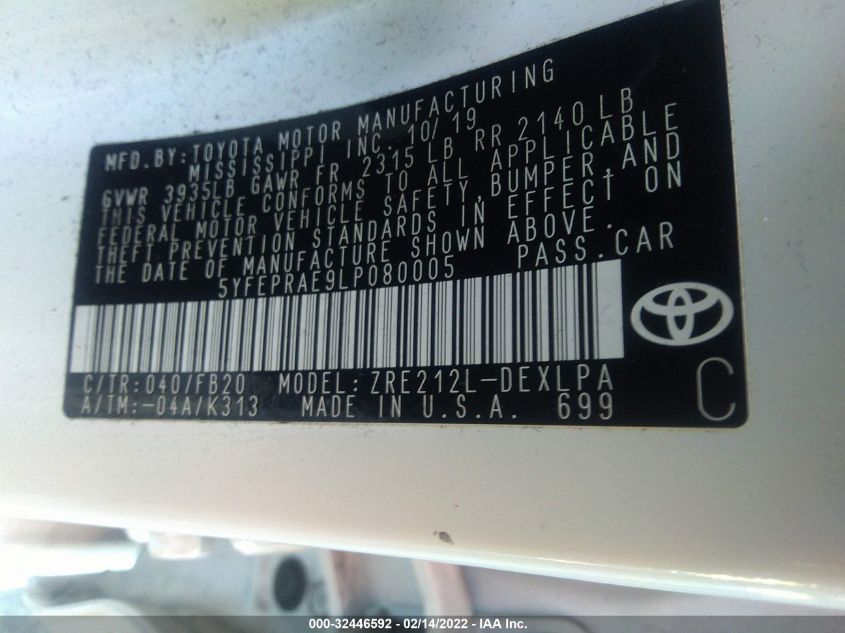 MFD.BY:TOYOTA MOTOR MANUFACTURING
MISSISSIPPI INC. 10/19
GVWR 3935LB GAWR FR 2315 LB RR 2140 LB
THIS VEHICLE CONFORMS TO ALL APPLICABLE
FEDERAL MOTOR VEHICLE SAFETY,BUMPER,AND
THEFT PREVENTION STANDARDS IN EFFECT ON
THE DATE OF MANUFACTURE SHOWN ABOVE.
5YFEPRAE9LP080005 PASS.CAR
C/TR:040/FB20 MODEL:ZRE212L-DEXLPA
A/TM:-04A/K313 MADE IN U.S.A. 699
C
000-32446592 - 02/14/2022 - IAA Inc.